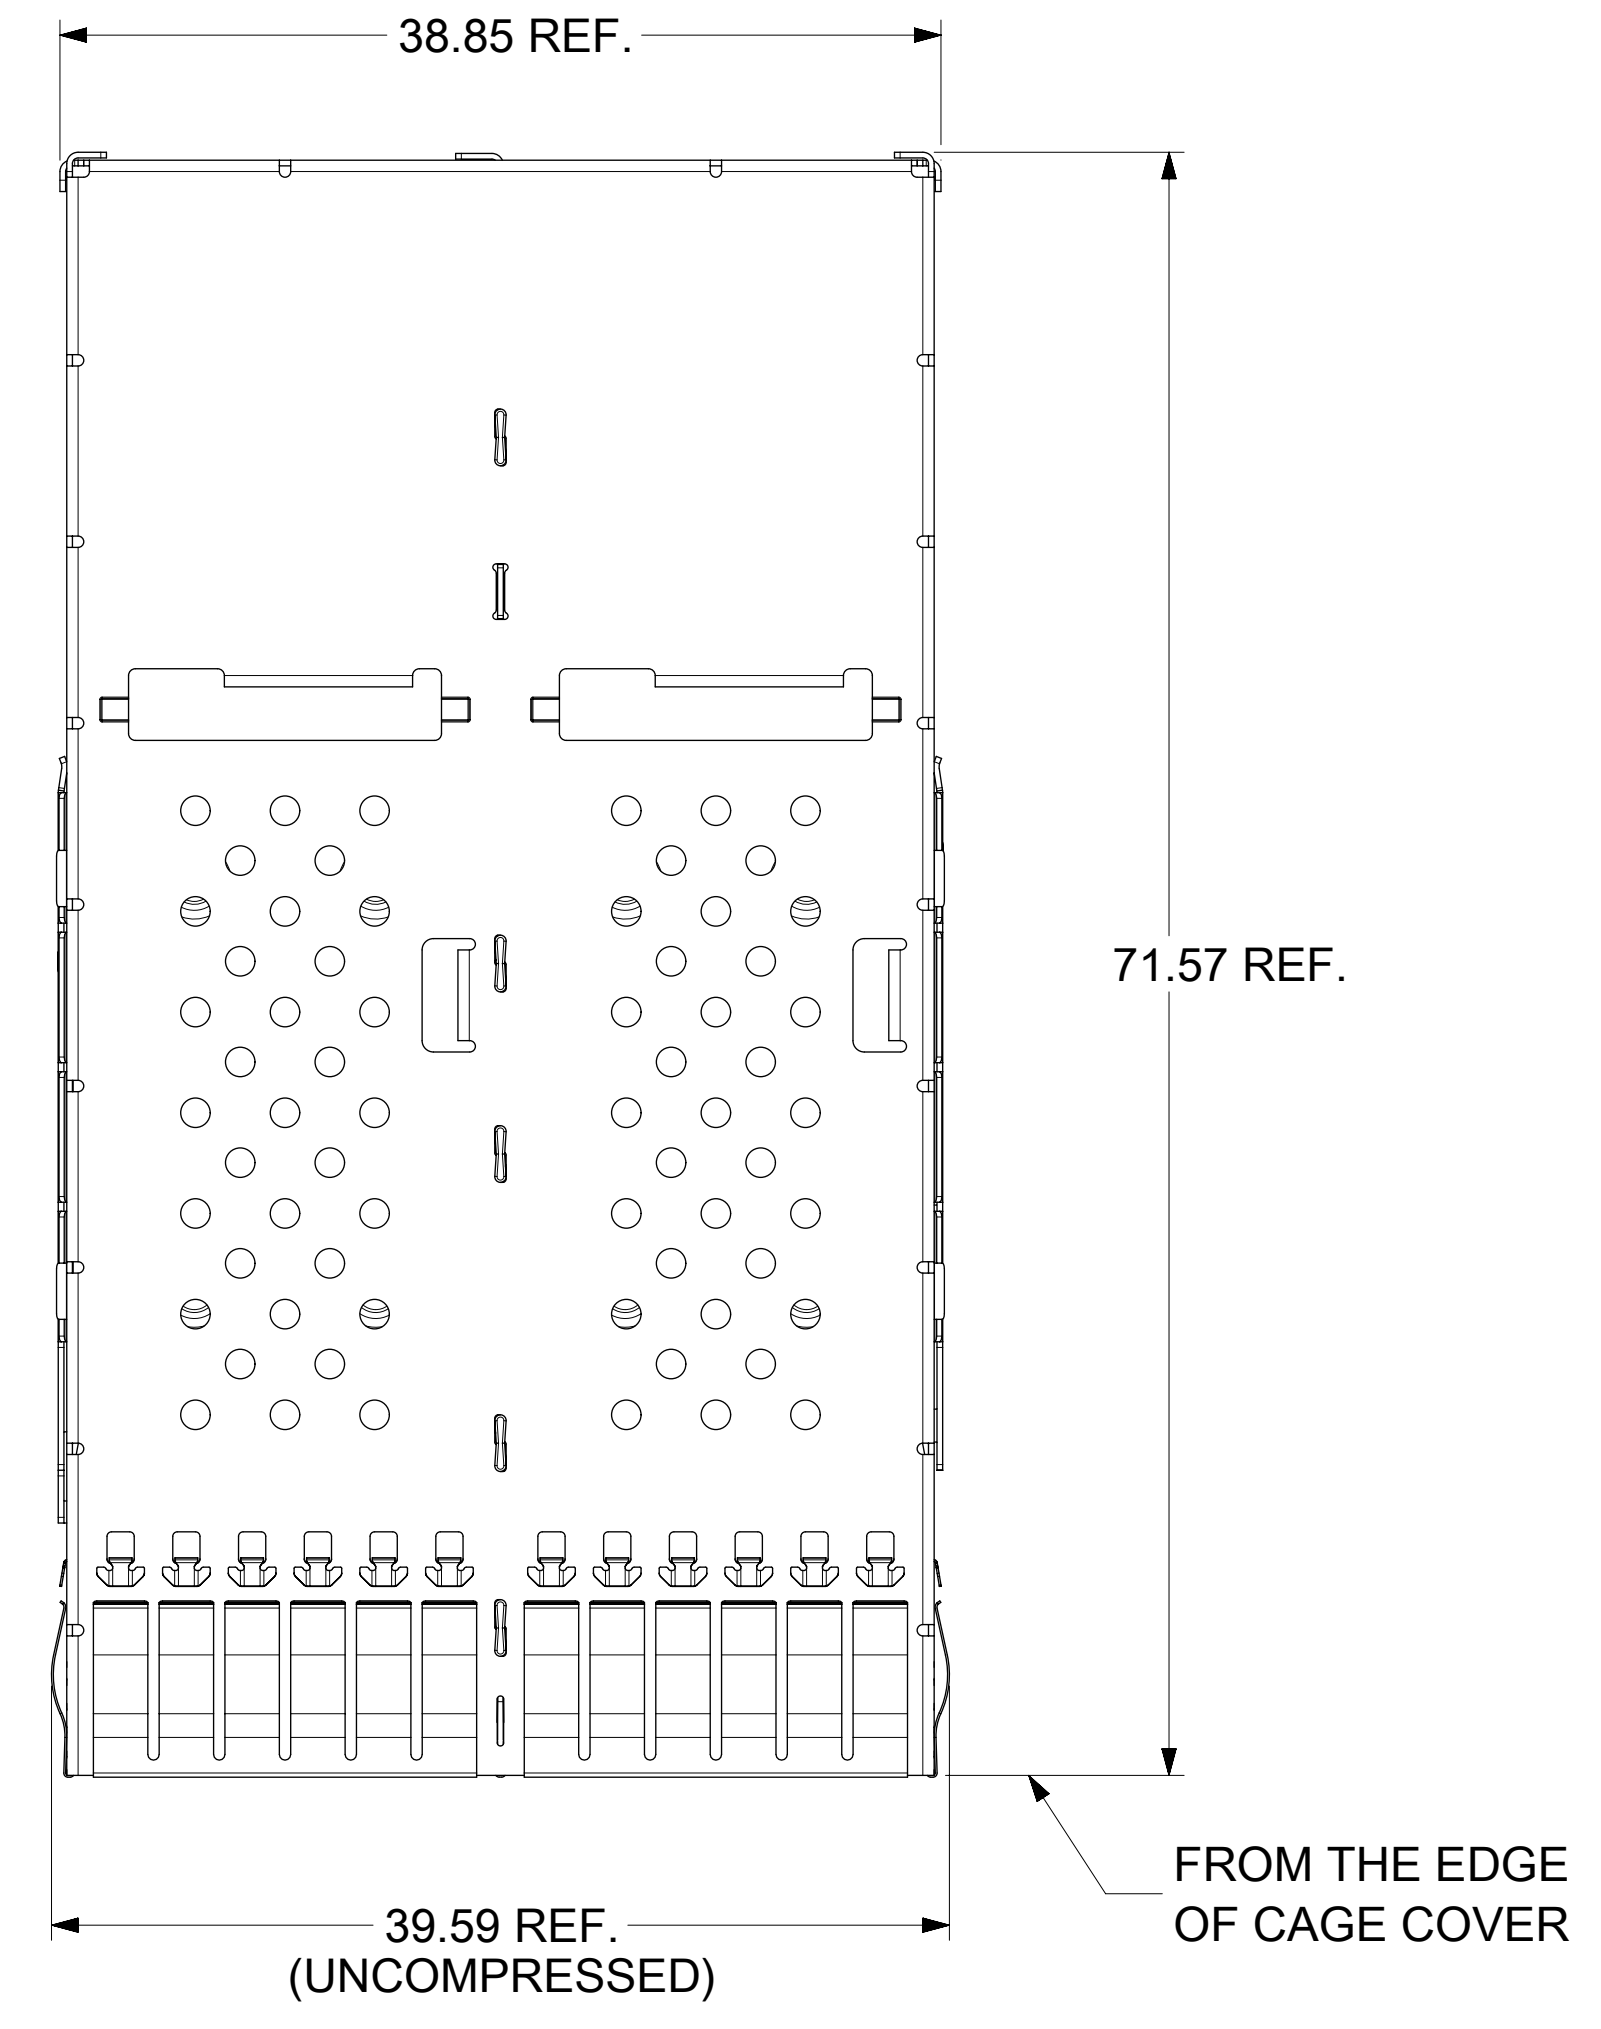 38.85 REF.
71.57 REF.
FROM THE EDGE
OF CAGE COVER
39.59 REF.
(UNCOMPRESSED)